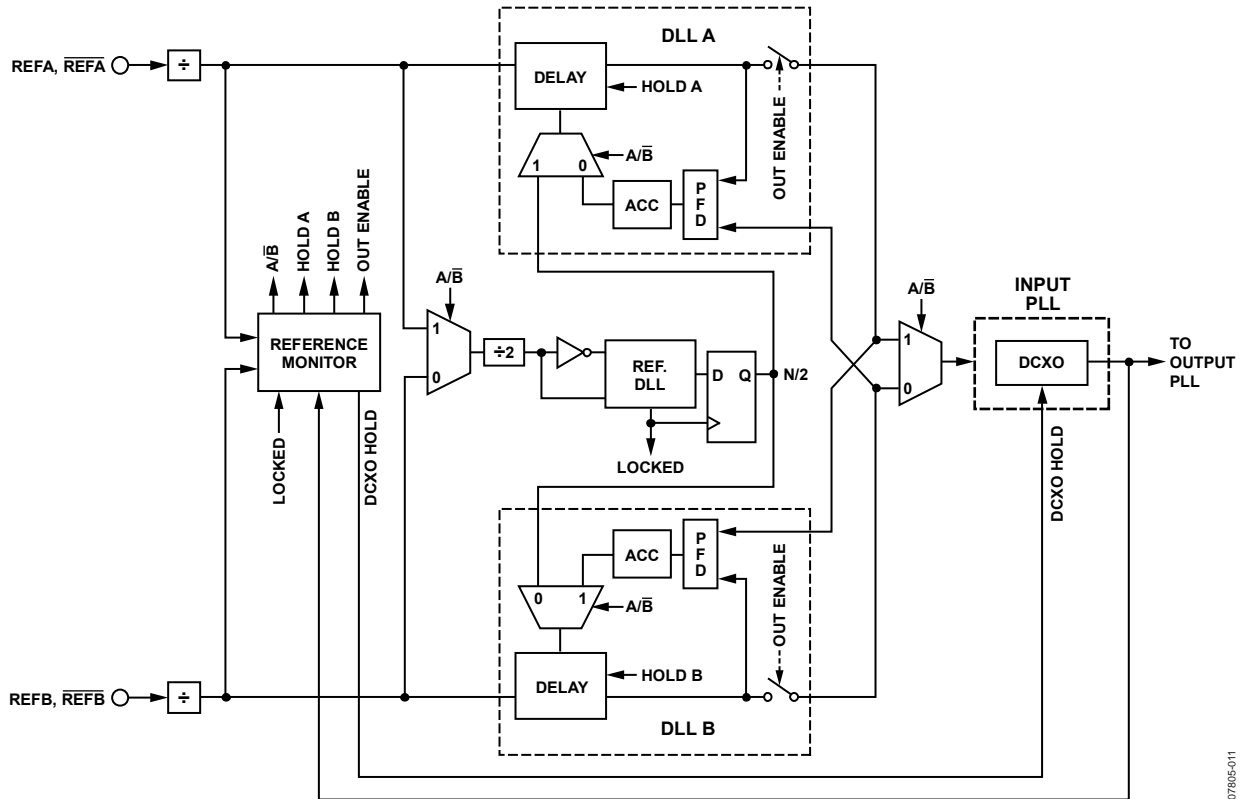 DLL A
REFA, R̅E̅F̅A̅
÷
DELAY
HOLD A
OUT ENABLE
1
0
A/B̅
ACC
PFD
A/B̅
HOLD A
HOLD B
OUT ENABLE
REFERENCE
MONITOR
LOCKED
DCXO HOLD
A/B̅
1
0
÷2
REF.
DLL
D
Q
N/2
LOCKED
A/B̅
1
0
INPUT
PLL
DCXO
TO
OUTPUT
PLL
DCXO HOLD
0
1
A/B̅
ACC
PFD
OUT ENABLE
REFB, R̅E̅F̅B̅
÷
DELAY
HOLD B
DLL B
07805-011